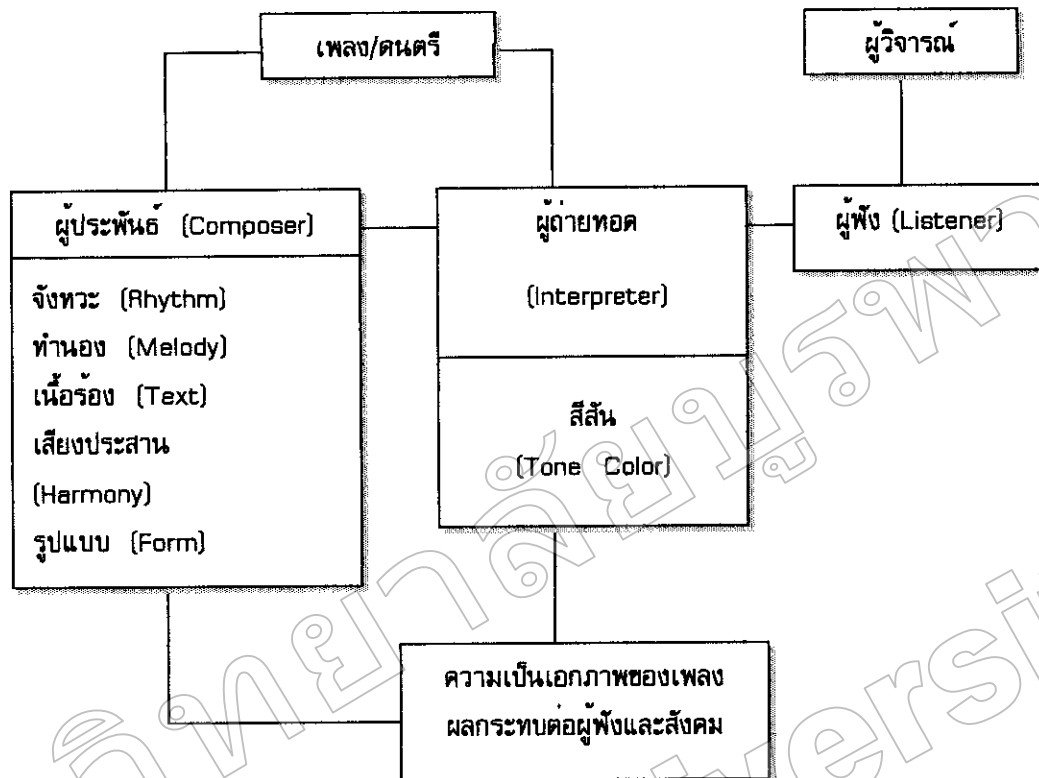 เพลง/ดนตรี
ผู้วิจารณ์
ผู้ประพันธ์ (Composer)
จังหวะ (Rhythm)
ทำนอง (Melody)
เนื้อร้อง (Text)
เสียงประสาน
(Harmony)
รูปแบบ (Form)
ผู้ถ่ายทอด
(Interpreter)
สีสัน
(Tone Color)
ผู้ฟัง (Listener)
ความเป็นเอกภาพของเพลง
ผลกระทบต่อผู้ฟังและสังคม